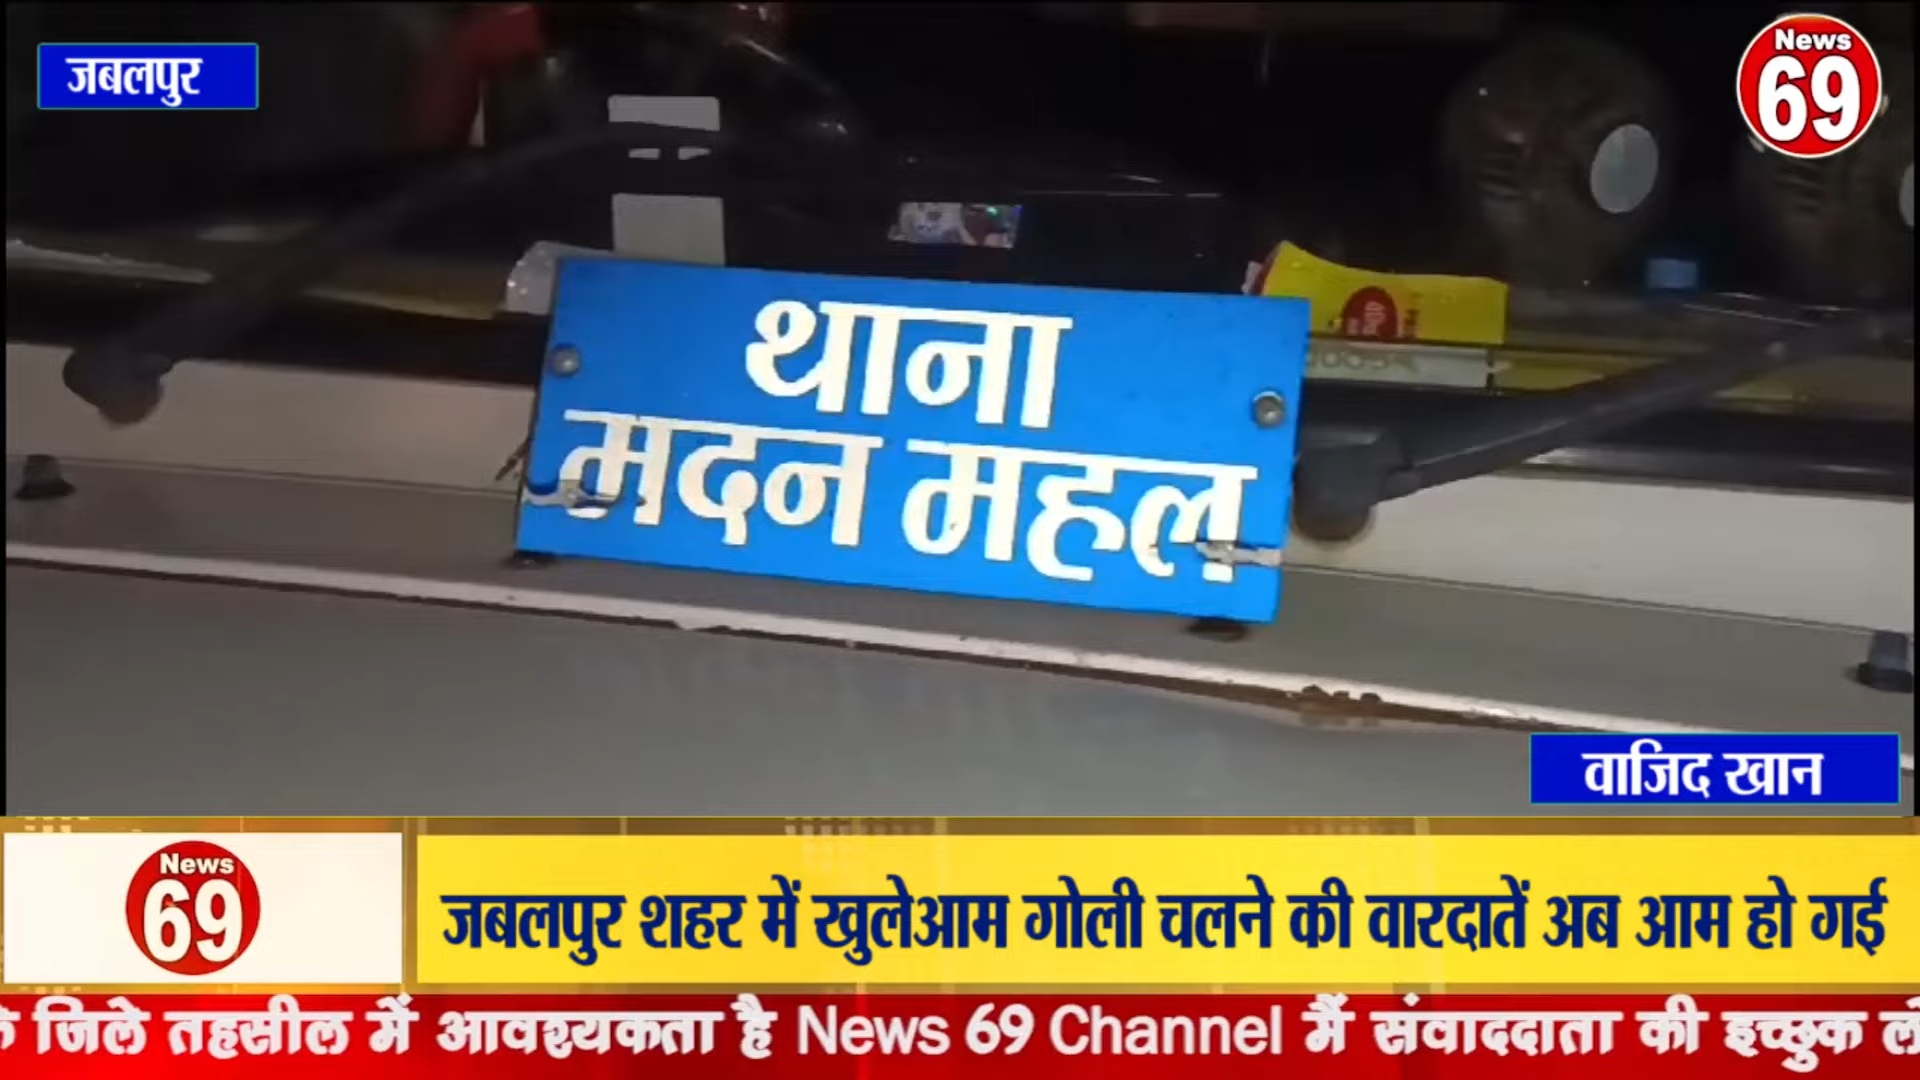 जबलपुर
News
69
थाना
मदन महल
वाजिद खान
News
69
जबलपुर शहर में खुलेआम गोली चलने की वारदातें अब आम हो गई
के जिले तहसील में आवश्यकता है News 69 Channel मैं संवाददाता की इच्छुक